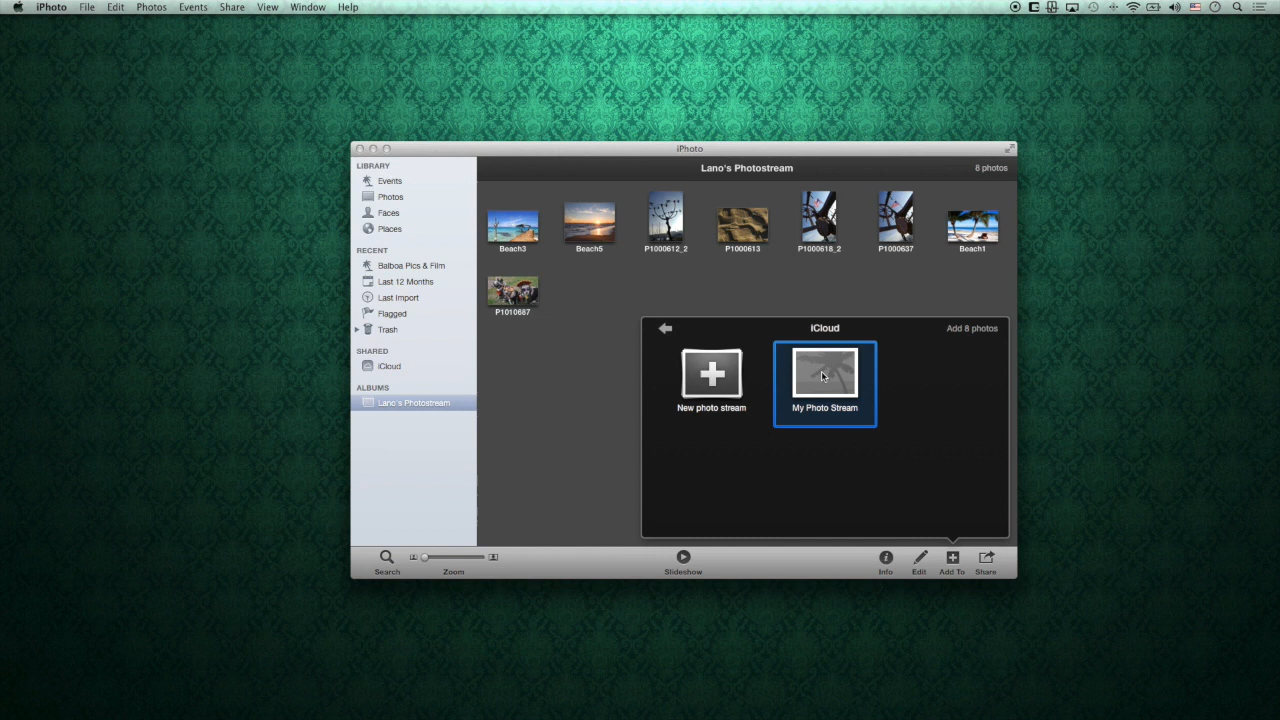 iPhoto File Edit Photos Events Share View Window Help
iPhoto
LIBRARY
Events
Photos
Faces
Places
RECENT
Balboa Pics & Film
Last 12 Months
Last Import
Flagged
Trash
SHARED
iCloud
ALBUMS
Lano's Photostream
Lano's Photostream
8 photos
Beach3 Beach5 P1000612_2 P1000613 P1000618_2 P1000637 Beach1
P1010687
iCloud
Add 8 photos
New photo stream
My Photo Stream
Search
Zoom
Slideshow
Info
Edit
Add To
Share